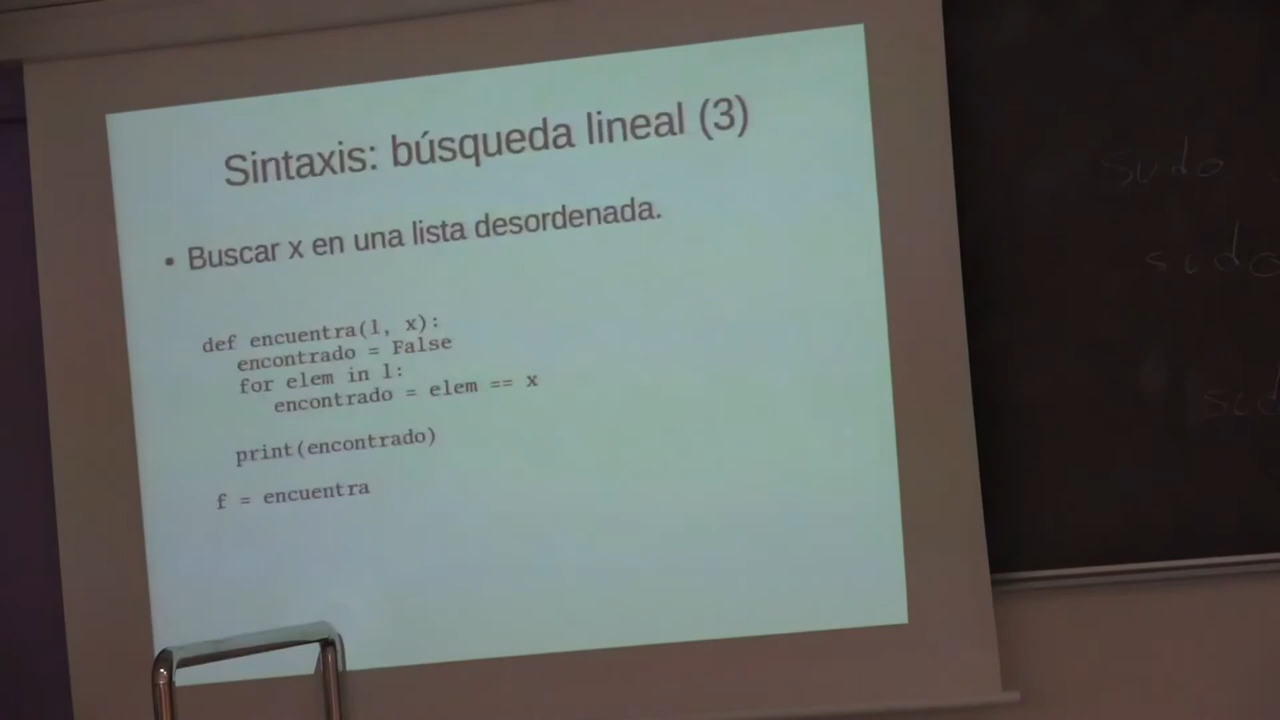 Sintaxis: búsqueda lineal (3)
• Buscar x en una lista desordenada.
def encuentra(l, x):
encontrado = False
for elem in l:
encontrado = elem == x
print(encontrado)
f = encuentra
sudo
sudo